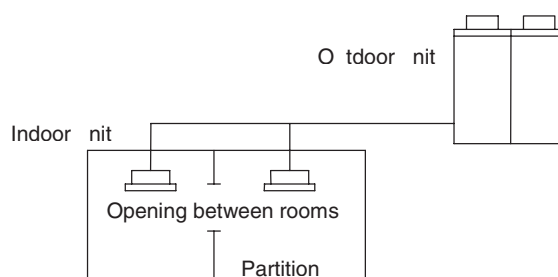 O tdoor nit
Indoor nit
Opening between rooms
Partition